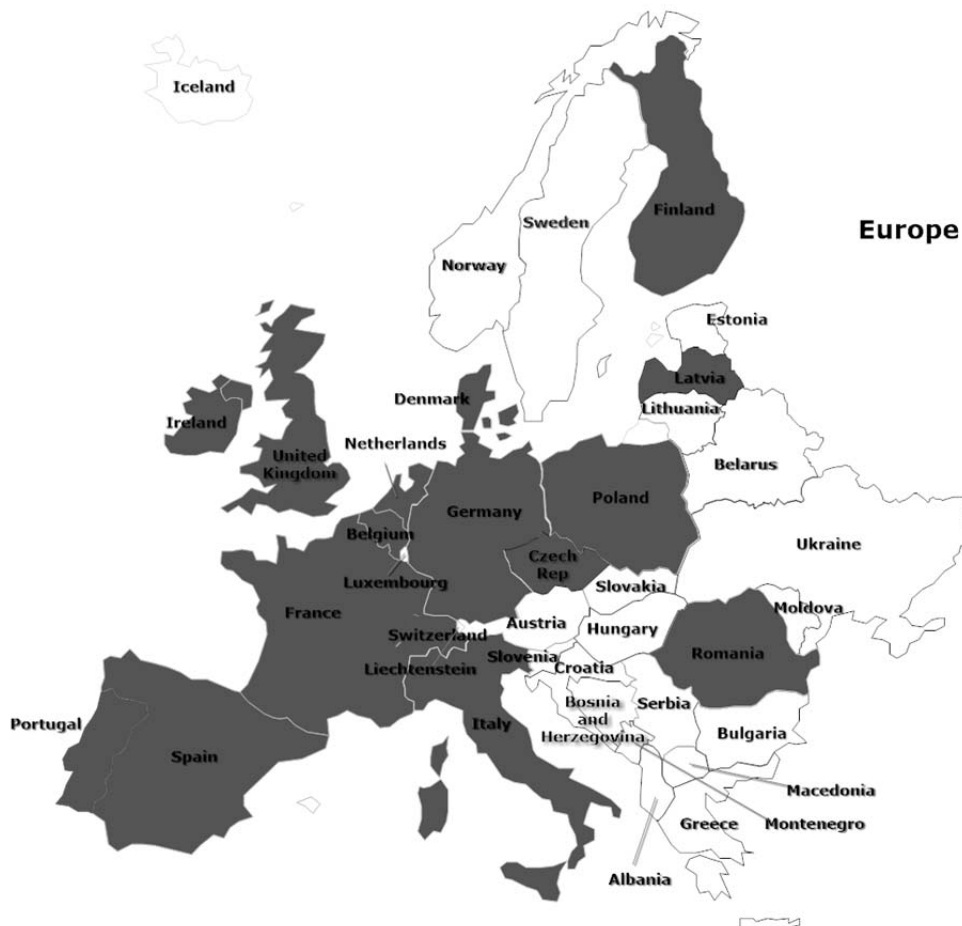 Iceland
Finland
Sweden
Europe
Norway
Estonia
Latvia
Denmark
Lithuania
Ireland
Netherlands
United
Kingdom
Belarus
Poland
Germany
Belgium
Ukraine
Czech
Rep
Luxembourg
Slovakia
France
Moldova
Austria
Switzerland
Hungary
Romania
Slovenia
Liechtenstein
Croatia
Bosnia
and
Herzegovina
Serbia
Portugal
Italy
Bulgaria
Spain
Macedonia
Greece
Montenegro
Albania